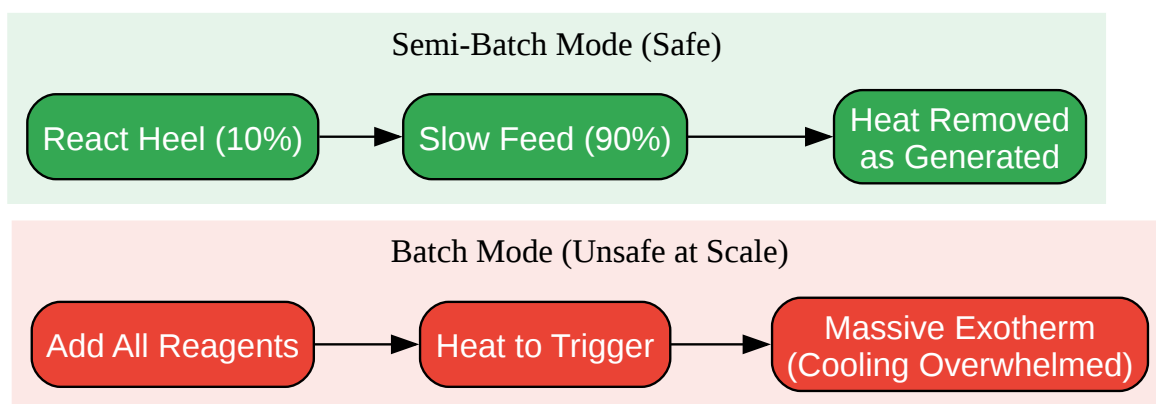 Semi-Batch Mode (Safe)
React Heel (10%)
Slow Feed (90%)
Heat Removed
as Generated
Batch Mode (Unsafe at Scale)
Add All Reagents
Heat to Trigger
Massive Exotherm
(Cooling Overwhelmed)